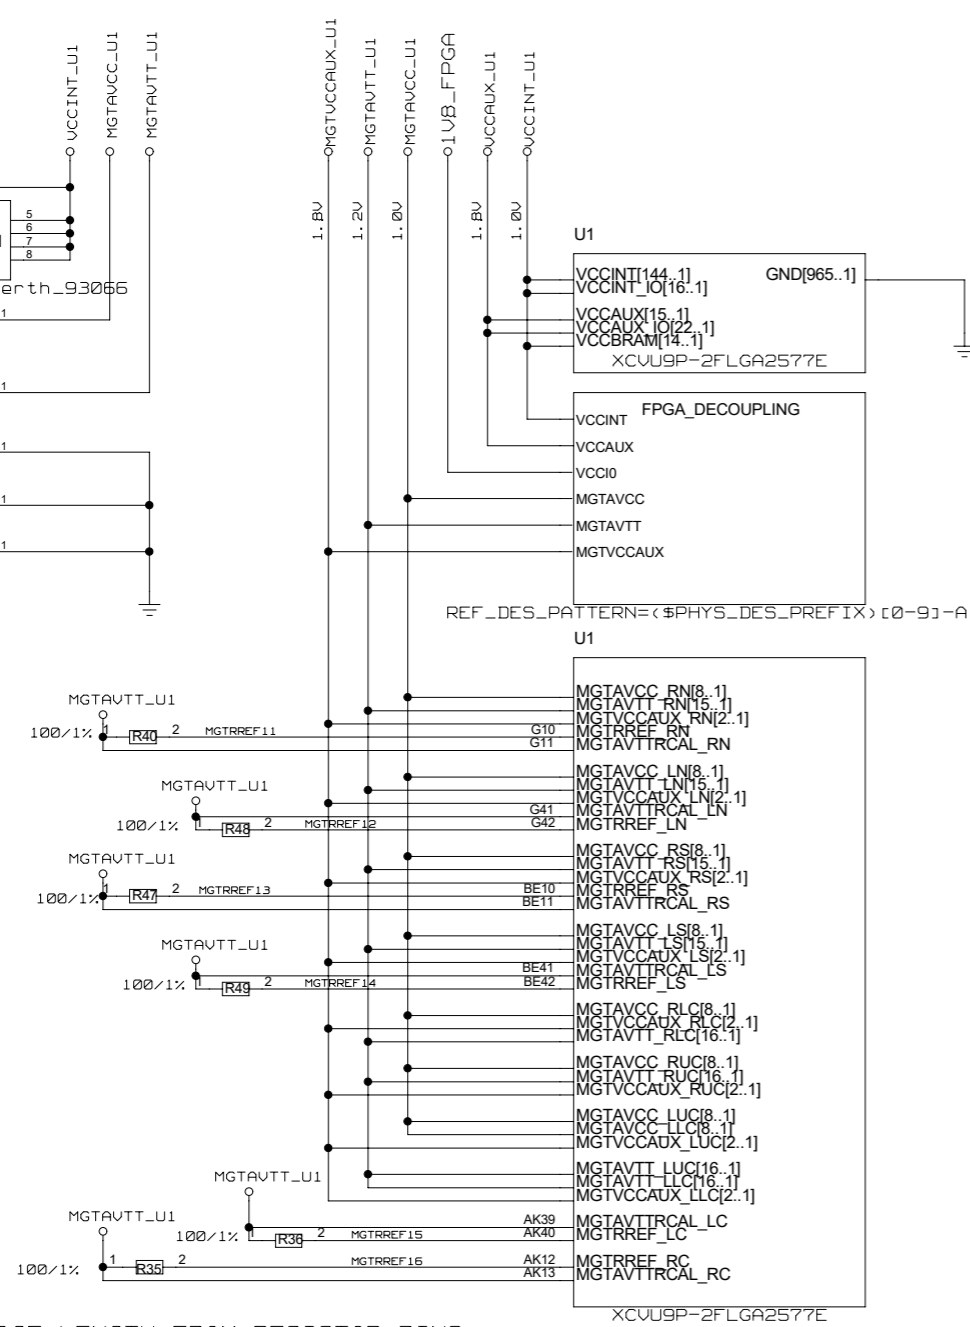 VCCINT_U1
MGTAVCC_U1
MGTAVTT_U1
MGTVCCAUX_U1
MGTAVTT_U1
MGTAVCC_U1
1V8_FPGA
VCCAUX_U1
VCCINT_U1
1.8V
1.2V
1.0V
1.8V
1.0V
5
6
7
8
erth_93066
1
1
1
1
1
U1
VCCINT[144..1]
GND[965..1]
VCCINT_IO[16..1]
VCCAUX[15..1]
VCCAUX_IO[22..1]
VCCBRAM[14..1]
XCVU9P-2FLGA2577E
FPGA_DECOUPLING
VCCINT
VCCAUX
VCCIO
MGTAVCC
MGTAVTT
MGTVCCAUX
REF_DES_PATTERN=($PHYS_DES_PREFIX)[0-9]-A
U1
MGTAVCC_RN[8..1]
MGTAVTT_RN[15..1]
MGTVCCAUX_RN[2..1]
MGTAVTT_U1
100/1% 1 R40 2 MGTRREF11 G10 MGTRREF_RN
G11 MGTAVTTRCAL_RN
MGTAVCC_LN[8..1]
MGTAVTT_LN[15..1]
MGTVCCAUX_LN[2..1]
MGTAVTT_U1
G41 MGTAVTTRCAL_LN
100/1% 1 R48 2 MGTRREF12 G42 MGTRREF_LN
MGTAVCC_RS[8..1]
MGTAVTT_RS[15..1]
MGTVCCAUX_RS[2..1]
MGTAVTT_U1
100/1% 1 R47 2 MGTRREF13 BE10 MGTRREF_RS
BE11 MGTAVTTRCAL_RS
MGTAVCC_LS[8..1]
MGTAVTT_LS[15..1]
MGTVCCAUX_LS[2..1]
MGTAVTT_U1
BE41 MGTAVTTRCAL_LS
100/1% 1 R49 2 MGTRREF14 BE42 MGTRREF_LS
MGTAVCC_RLC[8..1]
MGTVCCAUX_RLC[2..1]
MGTAVTT_RLC[16..1]
MGTAVCC_RUC[8..1]
MGTAVTT_RUC[16..1]
MGTVCCAUX_RUC[2..1]
MGTAVCC_LUC[8..1]
MGTAVCC_LLC[8..1]
MGTVCCAUX_LUC[2..1]
MGTAVTT_LUC[16..1]
MGTAVTT_LLC[16..1]
MGTVCCAUX_LLC[2..1]
MGTAVTT_U1
AK39 MGTAVTTRCAL_LC
100/1% 1 R36 2 MGTRREF15 AK40 MGTRREF_LC
MGTAVTT_U1
100/1% 1 R35 2 MGTRREF16 AK12 MGTRREF_RC
AK13 MGTAVTTRCAL_RC
XCVU9P-2FLGA2577E